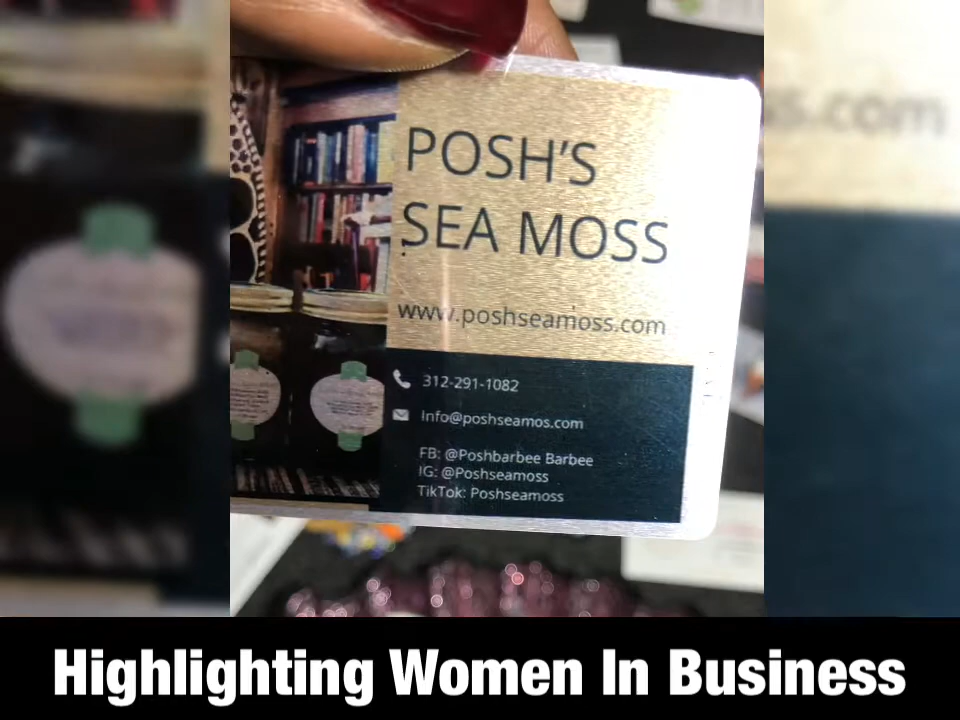 POSH'S
SEA MOSS
www.poshseamoss.com
312-291-1082
Info@poshseamos.com
FB: @Poshbarbee Barbee
IG: @Poshseamoss
TikTok: Poshseamoss
s.com
Highlighting Women In Business